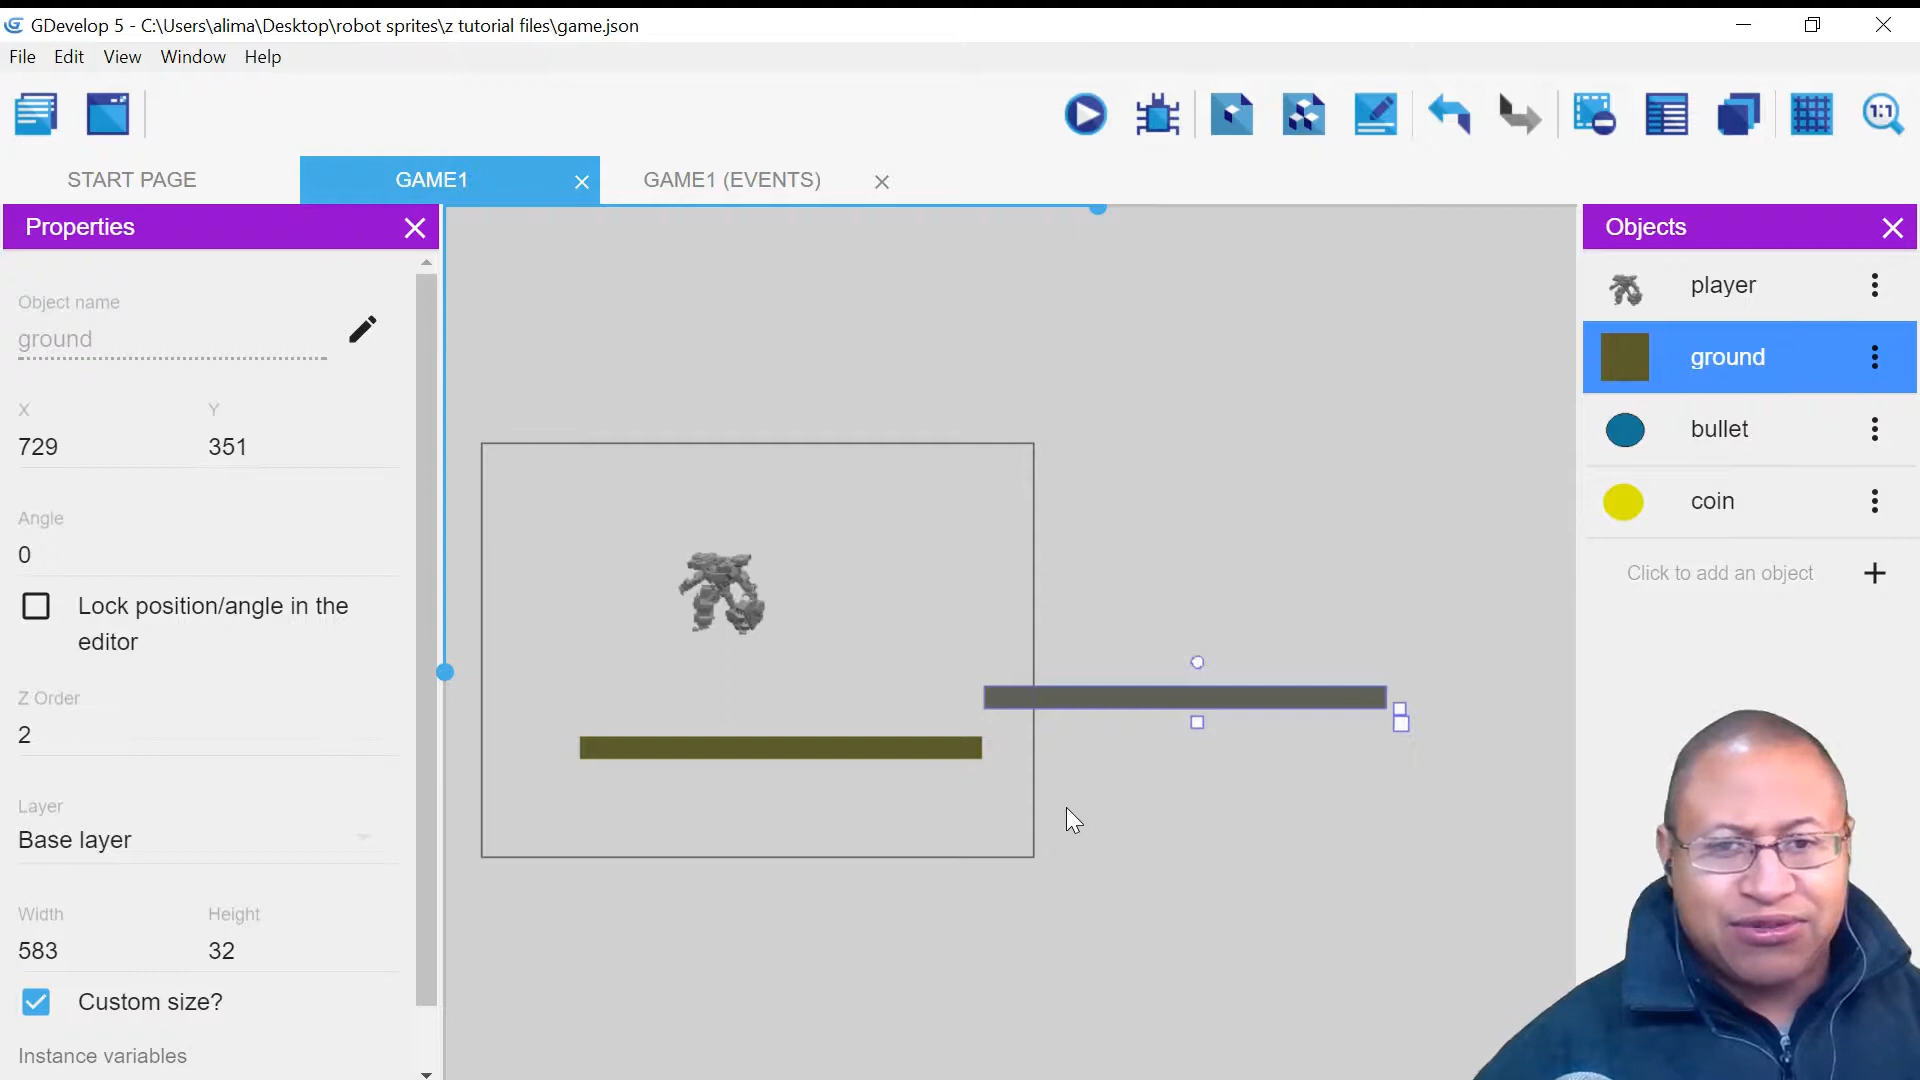 GDevelop 5 - C:\Users\alima\Desktop\robot sprites\z tutorial files\game.json
File Edit View Window Help
1:1
START PAGE GAME1 GAME1 (EVENTS)
Properties
Objects
Object name
ground
X Y
729 351
Angle
0
Lock position/angle in the
editor
Z Order
2
Layer
Base layer
Width Height
583 32
Custom size?
Instance variables
player
ground
bullet
coin
Click to add an object